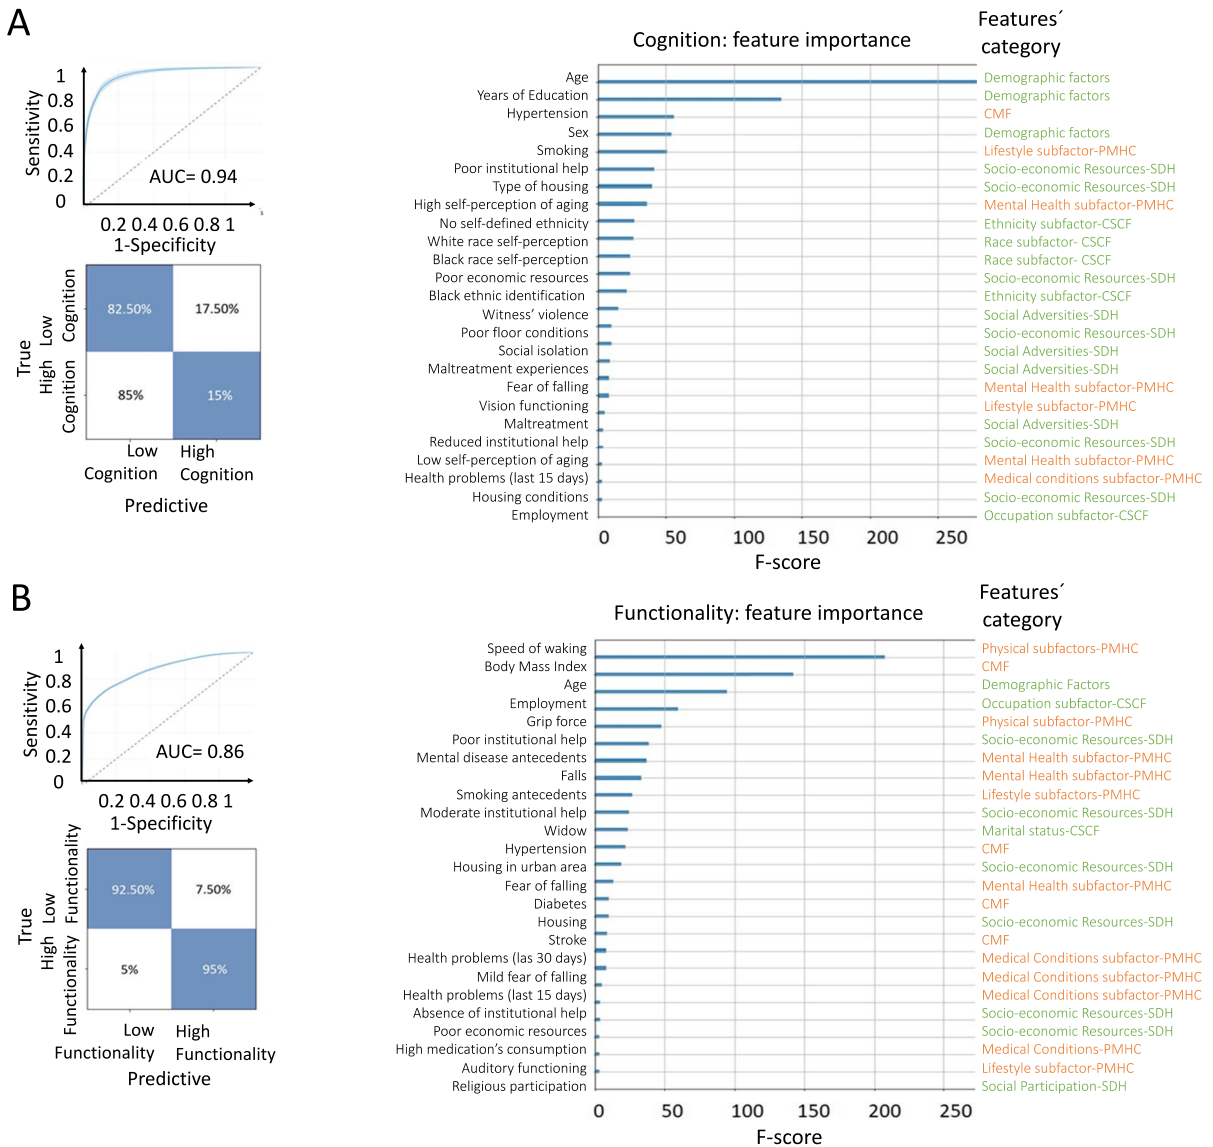 A
Features´
category
Cognition: feature importance
1
0.8
0.6
0.4
0.2
0
Sensitivity
AUC= 0.94
0.2 0.4 0.6 0.8 1
1-Specificity
82.50%
17.50%
85%
15%
True
High Low
Cognition Cognition
Low
Cognition
High
Cognition
Predictive
Age
Demographic factors
Years of Education
Demographic factors
Hypertension
CMF
Sex
Demographic factors
Smoking
Lifestyle subfactor-PMHC
Poor institutional help
Socio-economic Resources-SDH
Type of housing
Socio-economic Resources-SDH
High self-perception of aging
Mental Health subfactor-PMHC
No self-defined ethnicity
Ethnicity subfactor-CSCF
White race self-perception
Race subfactor- CSCF
Black race self-perception
Race subfactor- CSCF
Poor economic resources
Socio-economic Resources-SDH
Black ethnic identification
Ethnicity subfactor-CSCF
Witness’ violence
Social Adversities-SDH
Poor floor conditions
Socio-economic Resources-SDH
Social isolation
Social Adversities-SDH
Maltreatment experiences
Social Adversities-SDH
Fear of falling
Mental Health subfactor-PMHC
Vision functioning
Lifestyle subfactor-PMHC
Maltreatment
Social Adversities-SDH
Reduced institutional help
Socio-economic Resources-SDH
Low self-perception of aging
Mental Health subfactor-PMHC
Health problems (last 15 days)
Medical conditions subfactor-PMHC
Housing conditions
Socio-economic Resources-SDH
Employment
Occupation subfactor-CSCF
0 50 100 150 200 250
F-score
B
Features´
category
Functionality: feature importance
1
0.8
0.6
0.4
0.2
0
Sensitivity
AUC= 0.86
0.2 0.4 0.6 0.8 1
1-Specificity
92.50%
7.50%
5%
95%
True
High Low
Functionality Functionality
Low
Functionality
High
Functionality
Predictive
Speed of waking
Physical subfactors-PMHC
Body Mass Index
CMF
Age
Demographic Factors
Employment
Occupation subfactor-CSCF
Grip force
Physical subfactor-PMHC
Poor institutional help
Socio-economic Resources-SDH
Mental disease antecedents
Mental Health subfactor-PMHC
Falls
Mental Health subfactor-PMHC
Smoking antecedents
Lifestyle subfactors-PMHC
Moderate institutional help
Socio-economic Resources-SDH
Widow
Marital status-CSCF
Hypertension
CMF
Housing in urban area
Socio-economic Resources-SDH
Fear of falling
Mental Health subfactor-PMHC
Diabetes
CMF
Housing
Socio-economic Resources-SDH
Stroke
CMF
Health problems (las 30 days)
Medical Conditions subfactor-PMHC
Mild fear of falling
Medical Conditions subfactor-PMHC
Health problems (last 15 days)
Medical Conditions subfactor-PMHC
Absence of institutional help
Socio-economic Resources-SDH
Poor economic resources
Socio-economic Resources-SDH
High medication’s consumption
Medical Conditions-PMHC
Auditory functioning
Lifestyle subfactor-PMHC
Religious participation
Social Participation-SDH
0 50 100 150 200 250
F-score